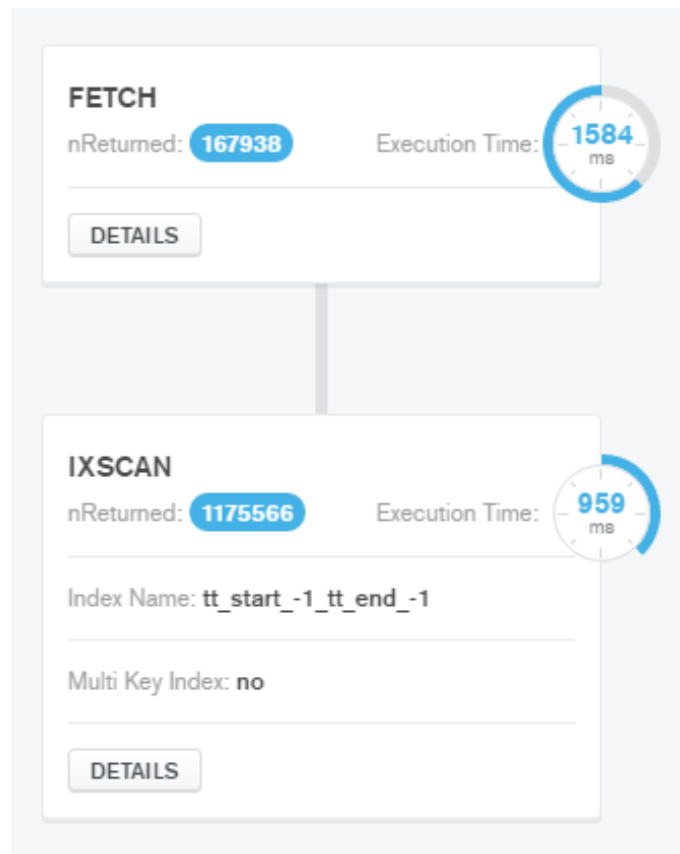 FETCH
nReturned: 167938 Execution Time: 1584 ms
DETAILS
IXSCAN
nReturned: 1175566 Execution Time: 959 ms
Index Name: tt_start_-1_tt_end_-1
Multi Key Index: no
DETAILS